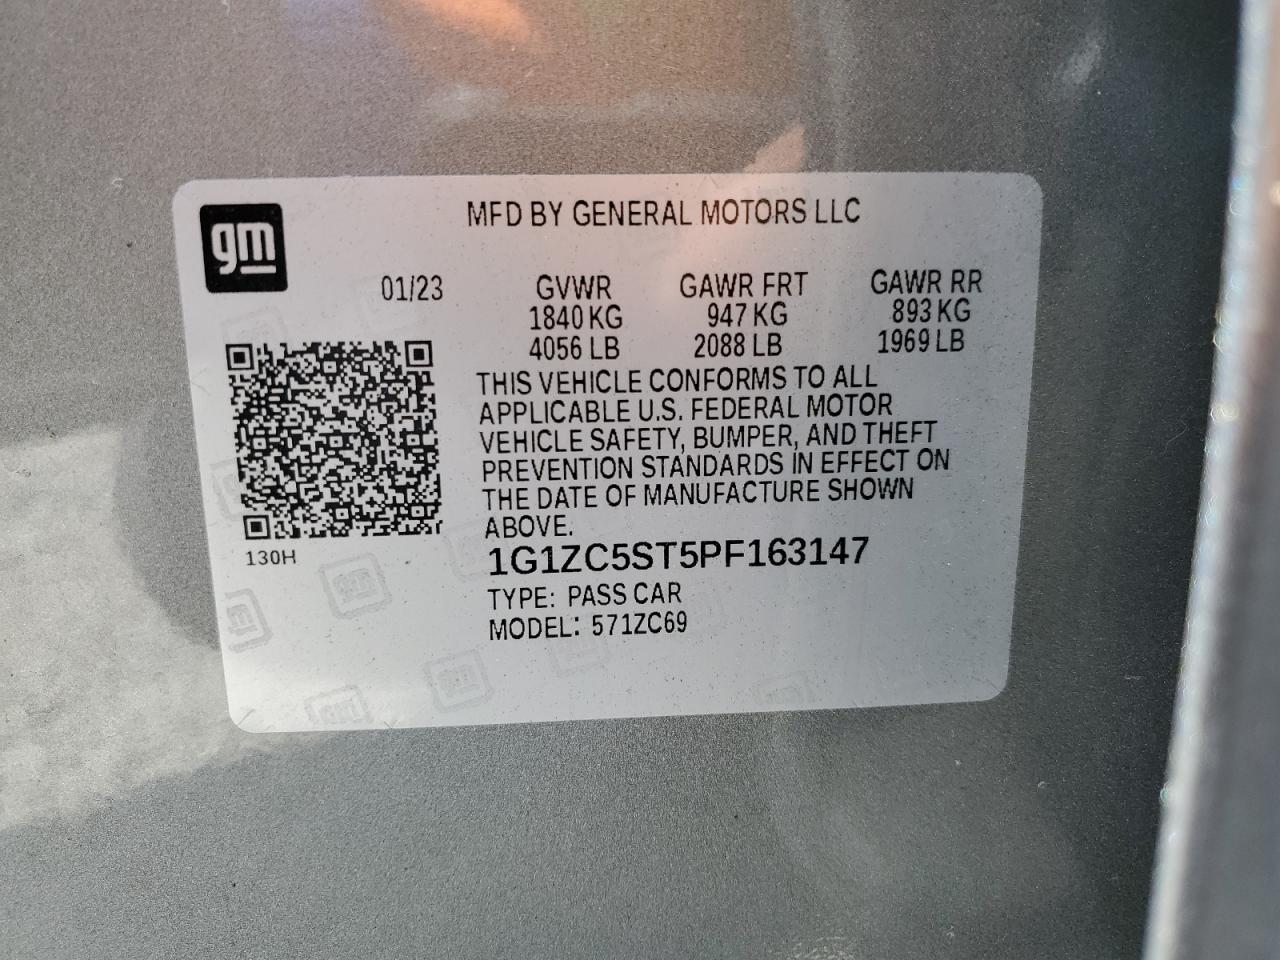 gm
MFD BY GENERAL MOTORS LLC
01/23 GVWR GAWR FRT GAWR RR
1840 KG 947 KG 893 KG
4056 LB 2088 LB 1969 LB
THIS VEHICLE CONFORMS TO ALL
APPLICABLE U.S. FEDERAL MOTOR
VEHICLE SAFETY, BUMPER, AND THEFT
PREVENTION STANDARDS IN EFFECT ON
THE DATE OF MANUFACTURE SHOWN
ABOVE.
130H
1G1ZC5ST5PF163147
TYPE: PASS CAR
MODEL: 571ZC69